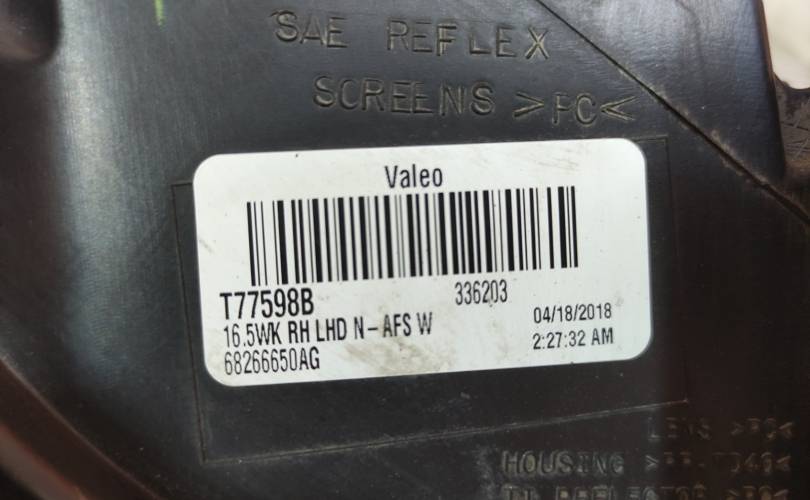 SAE REFLEX
SCREENS >PC<
Valeo
T77598B 336203
16.5WK RH LHD N-AFS W 04/18/2018
68266650AG 2:27:32 AM
LENS >PC<
HOUSING
REFLECTOR